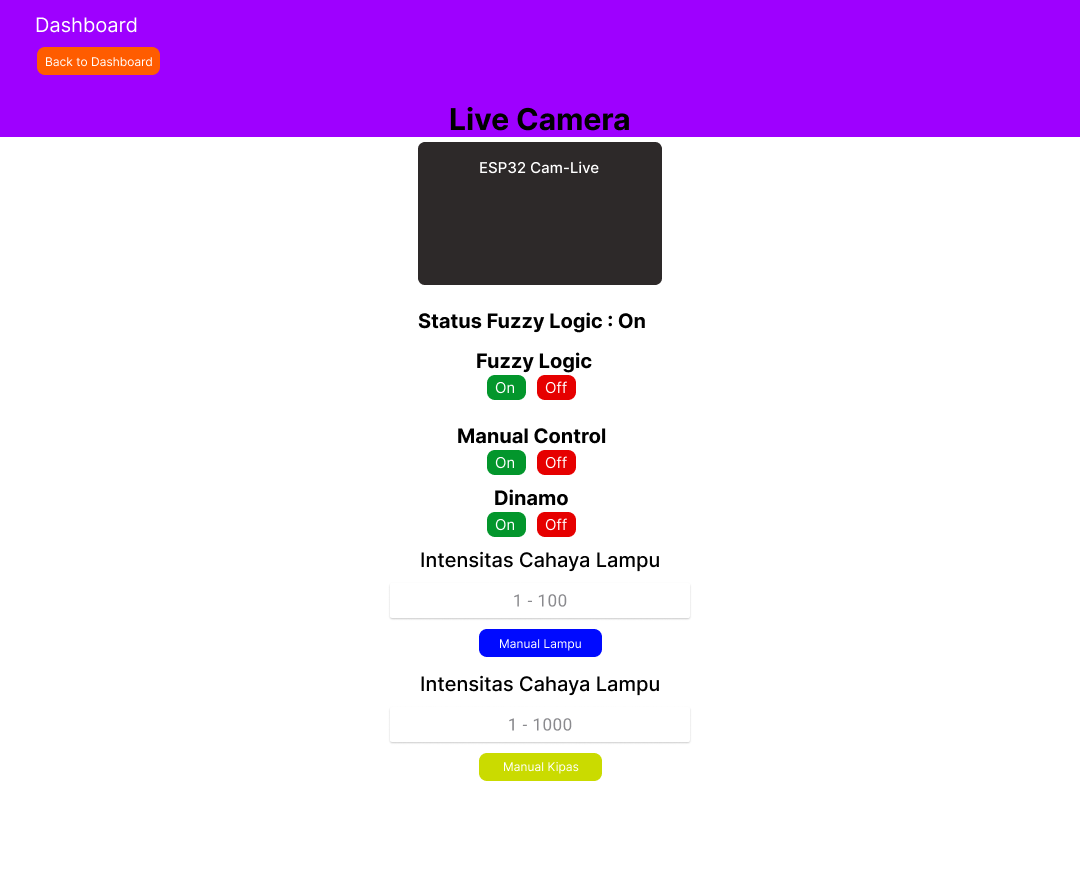 Dashboard
Back to Dashboard
Live Camera
ESP32 Cam-Live
Status Fuzzy Logic : On
Fuzzy Logic
On Off
Manual Control
On Off
Dinamo
On Off
Intensitas Cahaya Lampu
1 - 100
Manual Lampu
Intensitas Cahaya Lampu
1 - 1000
Manual Kipas